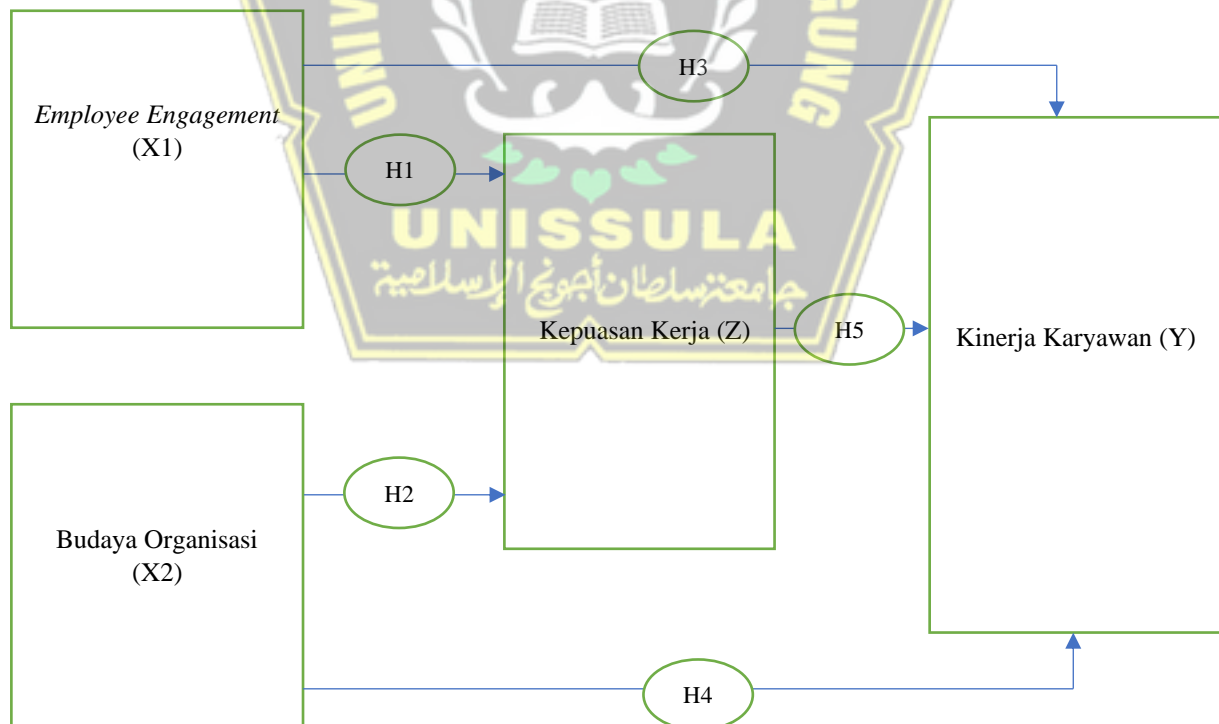 H3
Employee Engagement
(X1)
H1
UNISSULA
جامعة سلطان أجونج الإسلامية
Kepuasan Kerja (Z)
H5
Kinerja Karyawan (Y)
H2
Budaya Organisasi
(X2)
H4